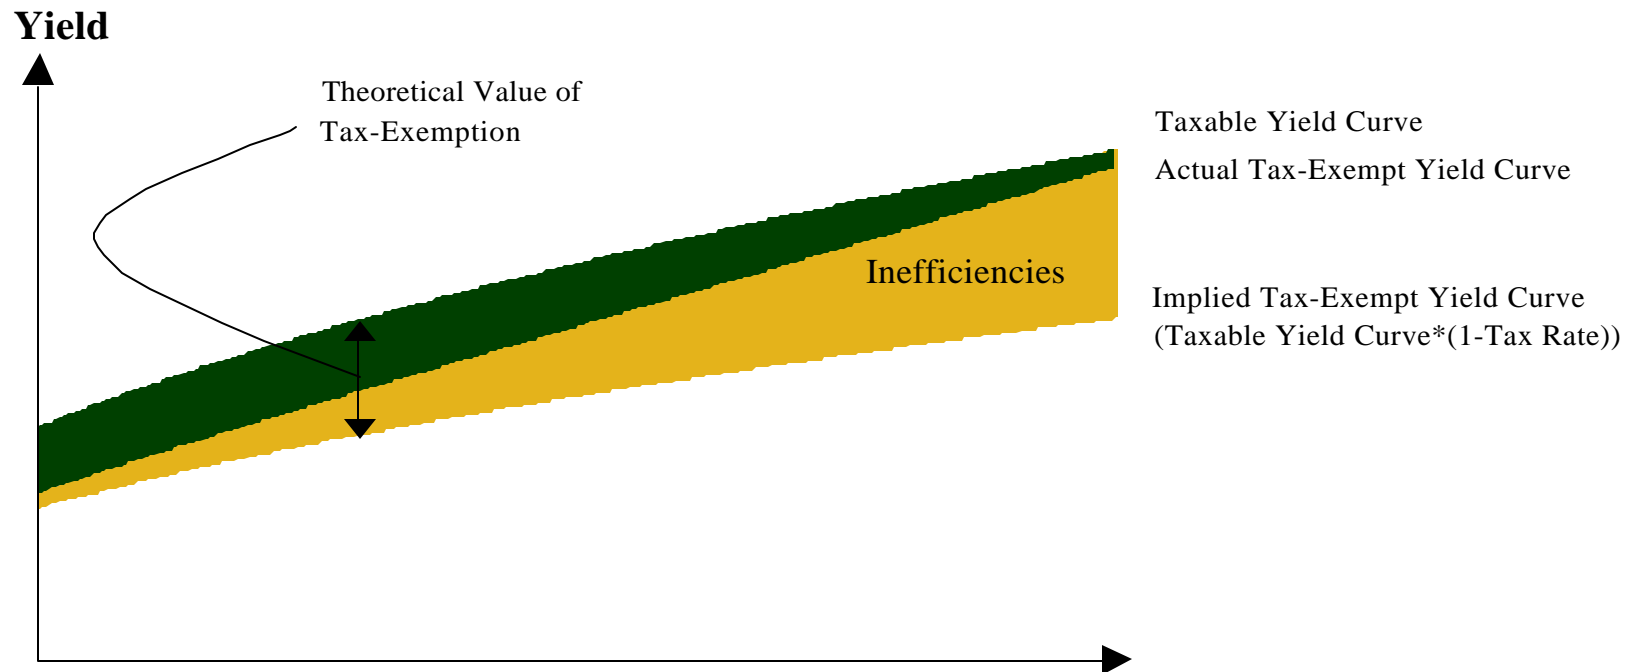 Yield
Theoretical Value of
Tax-Exemption
Taxable Yield Curve
Actual Tax-Exempt Yield Curve
Inefficiencies
Implied Tax-Exempt Yield Curve
(Taxable Yield Curve*(1-Tax Rate))